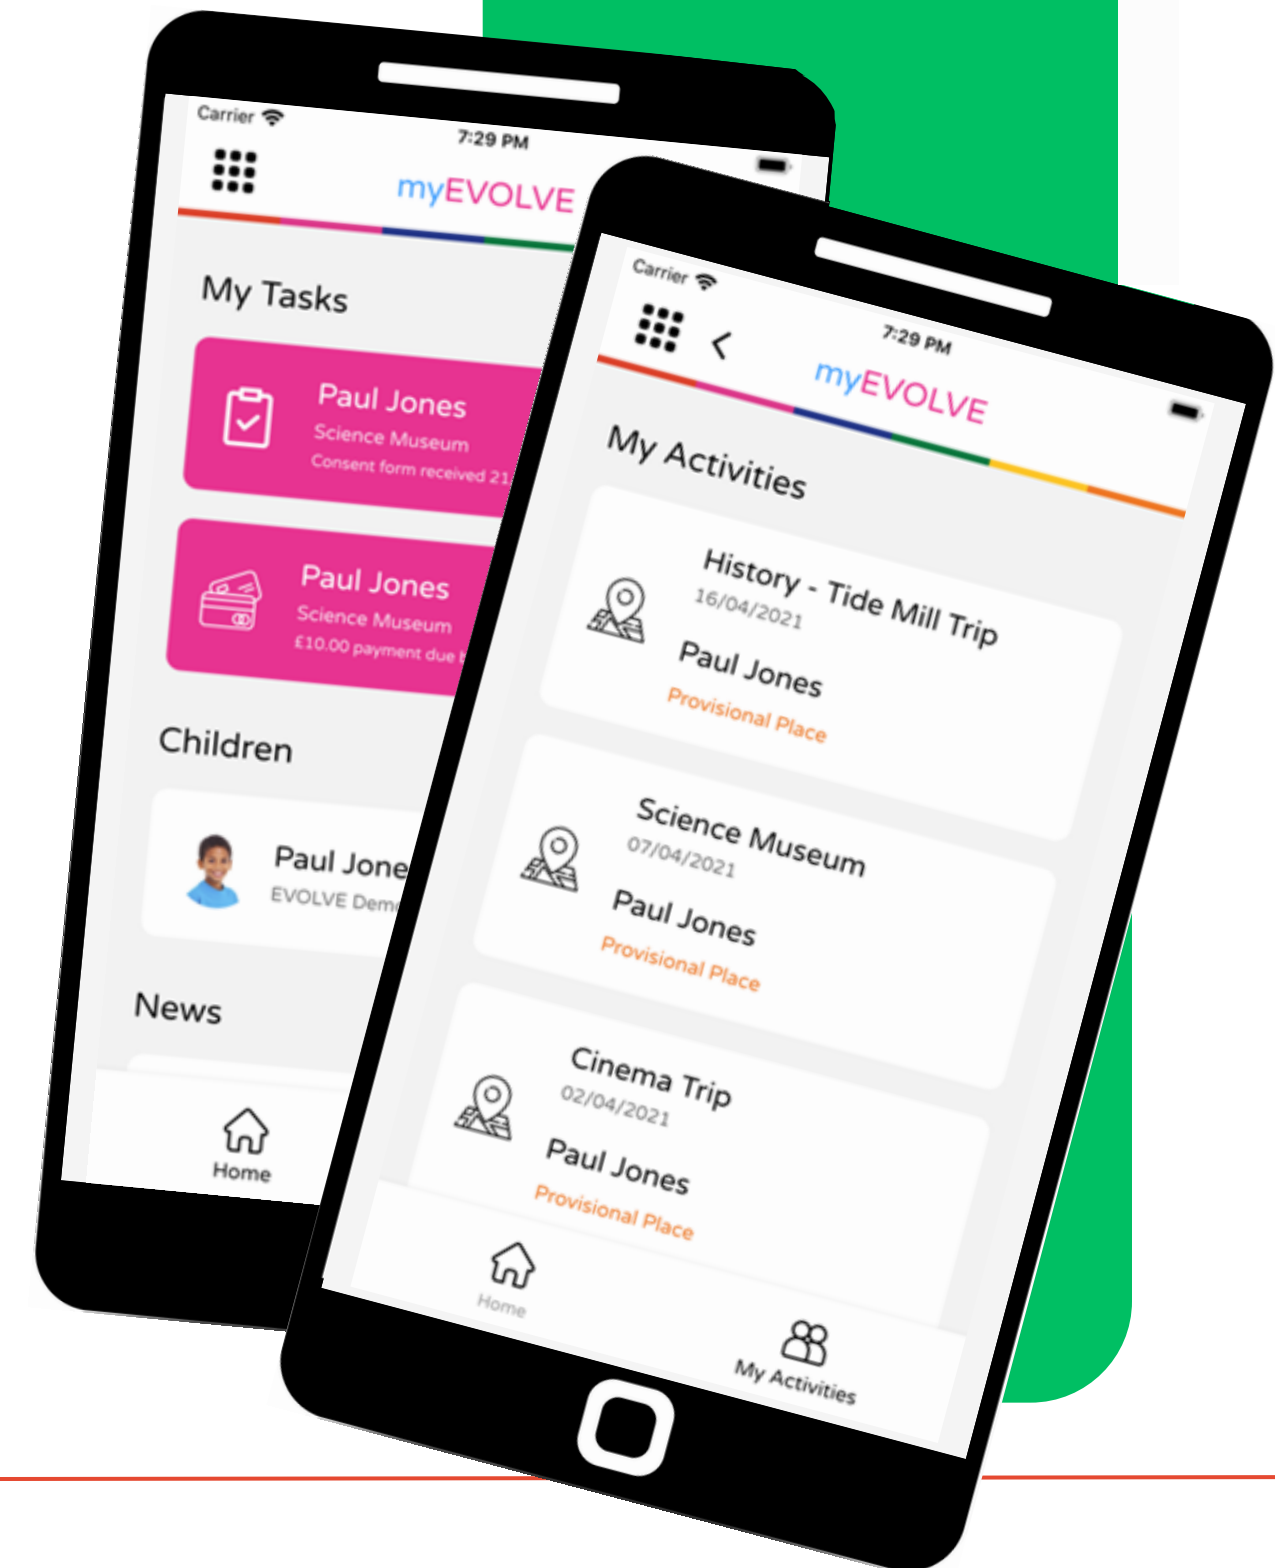 Carrier
7:29 PM
myEVOLVE
My Tasks
Paul Jones
Science Museum
Consent form received 21
Paul Jones
Science Museum
£10.00 payment due
Children
Paul Jone
EVOLVE Dem
News
Home
Carrier
7:29 PM
myEVOLVE
My Activities
History - Tide Mill Trip
16/04/2021
Paul Jones
Provisional Place
Science Museum
07/04/2021
Paul Jones
Provisional Place
Cinema Trip
02/04/2021
Paul Jones
Provisional Place
Home
My Activities